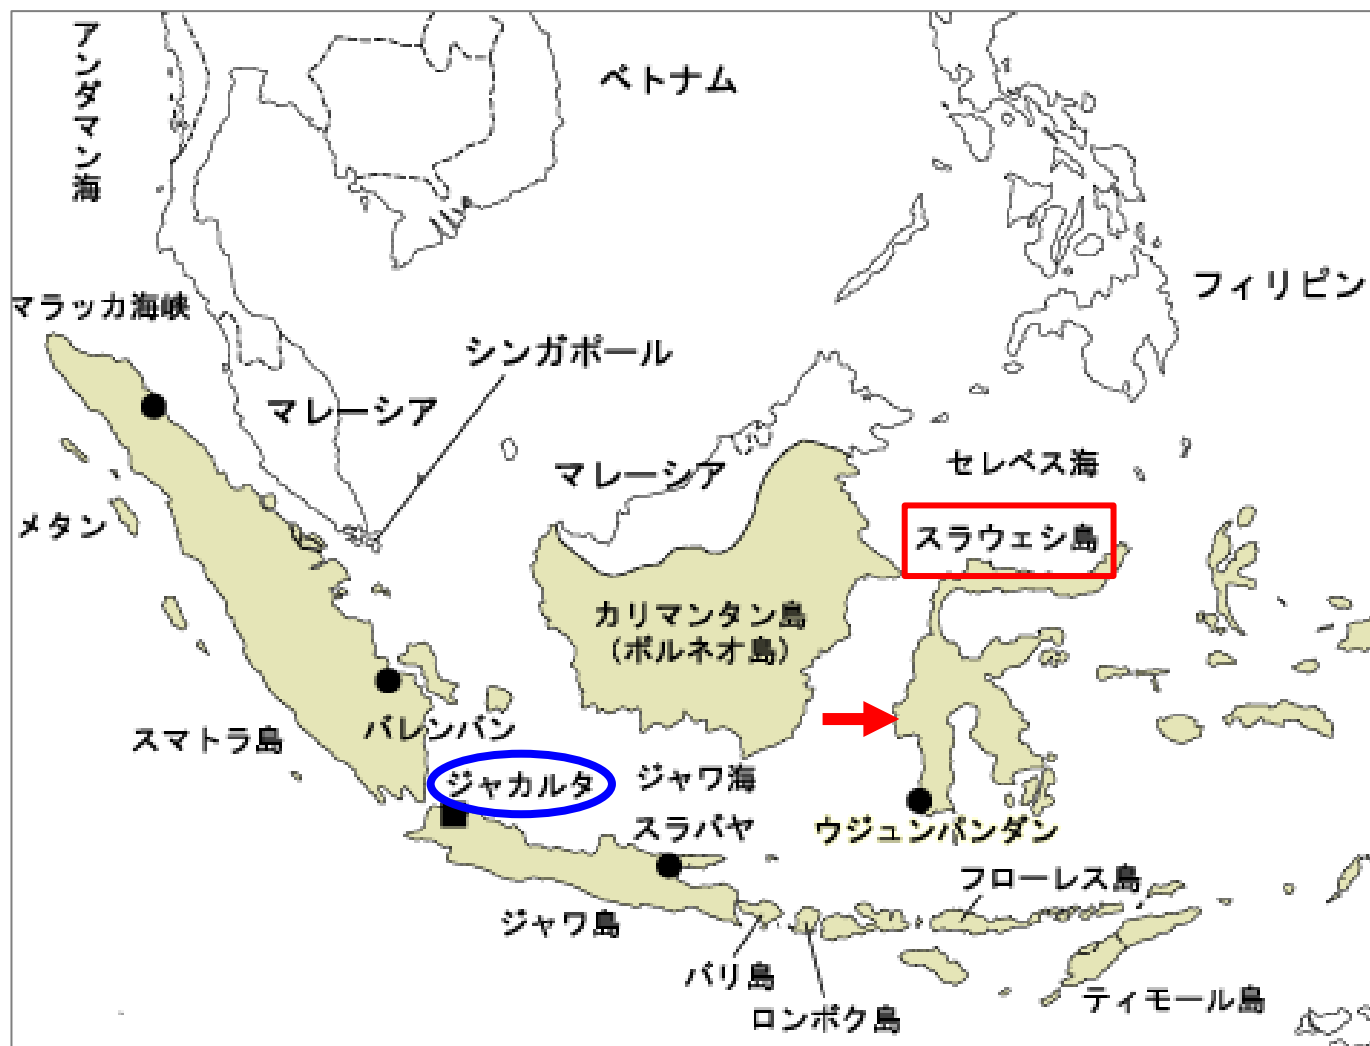 アンダマン海
ベトナム
フィリピン
マラッカ海峡
シンガポール
マレーシア
マレーシア
セレベス海
メタン
スラウェシ島
カリマンタン島
(ボルネオ島)
スマトラ島
パレンバン
ジャカルタ
ジャワ海
スラバヤ
ウジュンパンダン
フローレス島
ジャワ島
バリ島
ロンボク島
ティモール島